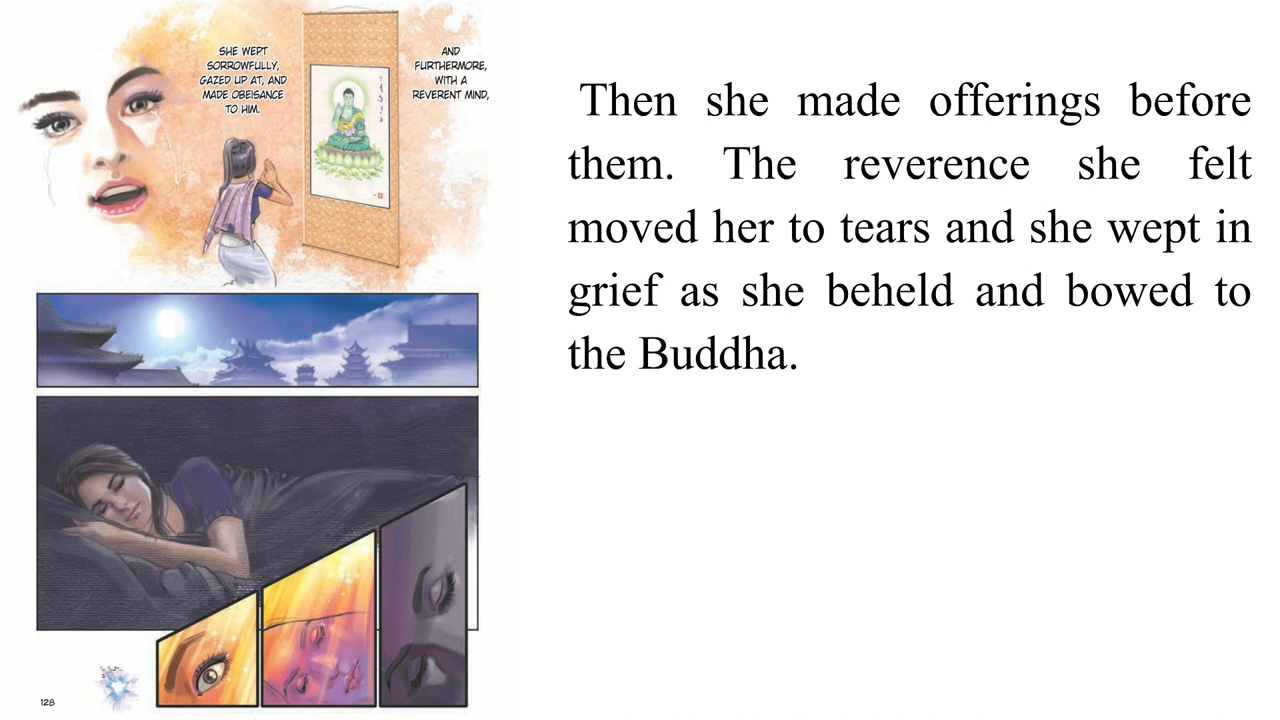 SHE WEPT
SORROWFULLY,
GAZED UP AT, AND
MADE OBEISANCE
TO HIM.
AND
FURTHERMORE,
WITH A
REVERENT MIND,
128
Then she made offerings before
them. The reverence she felt
moved her to tears and she wept in
grief as she beheld and bowed to
the Buddha.